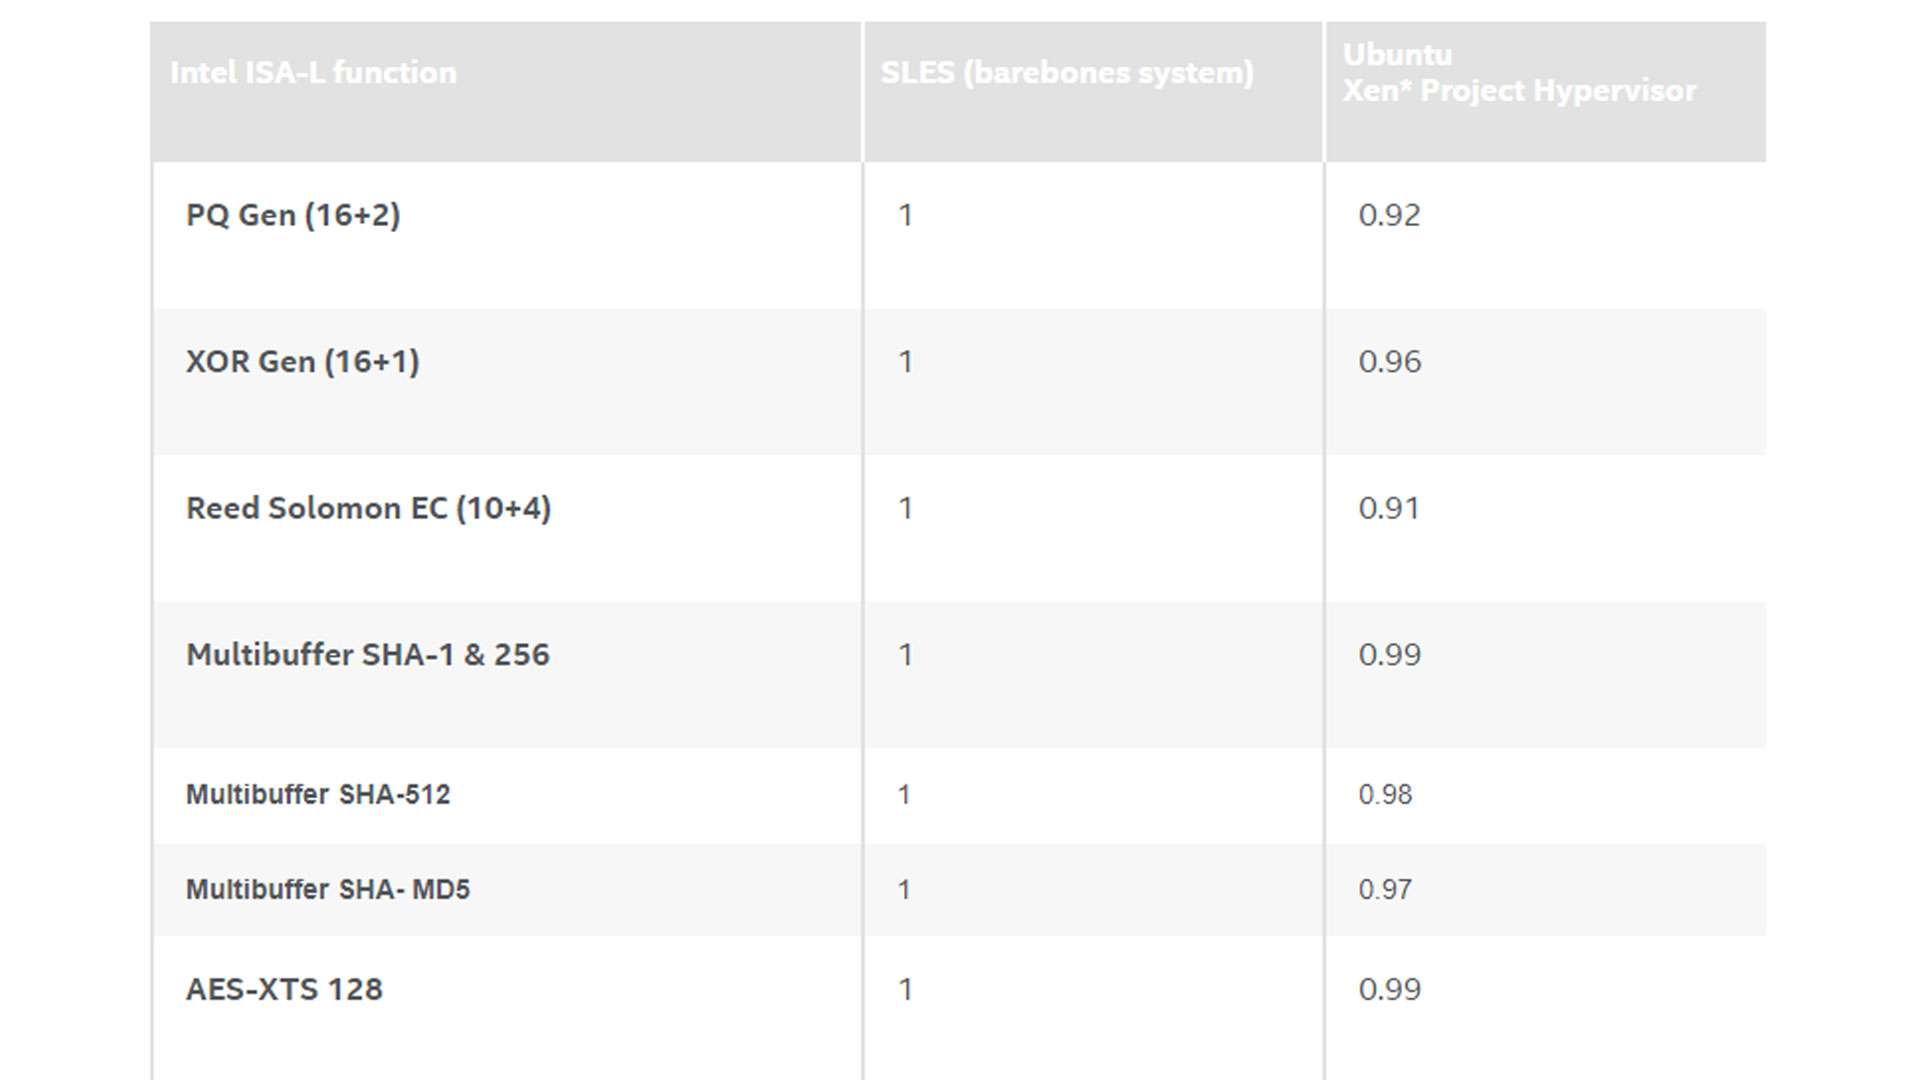 Intel ISA-L function SLES (barebones system) Ubuntu
Xen* Project Hypervisor
PQ Gen (16+2) 1 0.92
XOR Gen (16+1) 1 0.96
Reed Solomon EC (10+4) 1 0.91
Multibuffer SHA-1 & 256 1 0.99
Multibuffer SHA-512 1 0.98
Multibuffer SHA- MD5 1 0.97
AES-XTS 128 1 0.99